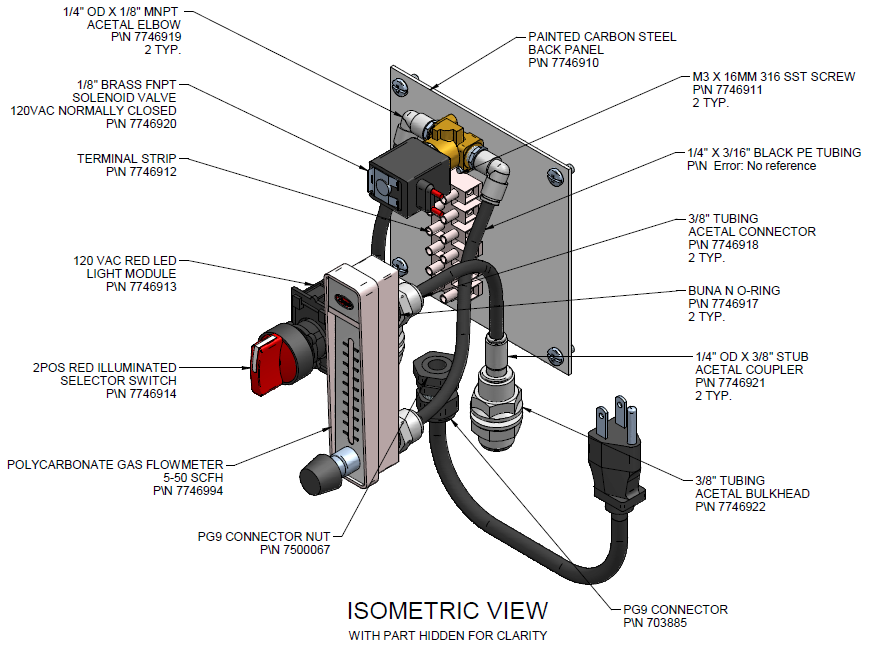 1/4" OD X 1/8" MNPT
ACETAL ELBOW
P\N 7746919
2 TYP.
1/8" BRASS FNPT
SOLENOID VALVE
120VAC NORMALLY CLOSED
P\N 7746920
TERMINAL STRIP
P\N 7746912
120 VAC RED LED
LIGHT MODULE
P\N 7746913
2POS RED ILLUMINATED
SELECTOR SWITCH
P\N 7746914
POLYCARBONATE GAS FLOWMETER
5-50 SCFH
P\N 7746994
PG9 CONNECTOR NUT
P\N 7500067
PAINTED CARBON STEEL
BACK PANEL
P\N 7746910
M3 X 16MM 316 SST SCREW
P\N 7746911
2 TYP.
1/4" X 3/16" BLACK PE TUBING
P\N Error: No reference
3/8" TUBING
ACETAL CONNECTOR
P\N 7746918
2 TYP.
BUNA N O-RING
P\N 7746917
2 TYP.
1/4" OD X 3/8" STUB
ACETAL COUPLER
P\N 7746921
2 TYP.
3/8" TUBING
ACETAL BULKHEAD
P\N 7746922
PG9 CONNECTOR
P\N 703885
ISOMETRIC VIEW
WITH PART HIDDEN FOR CLARITY